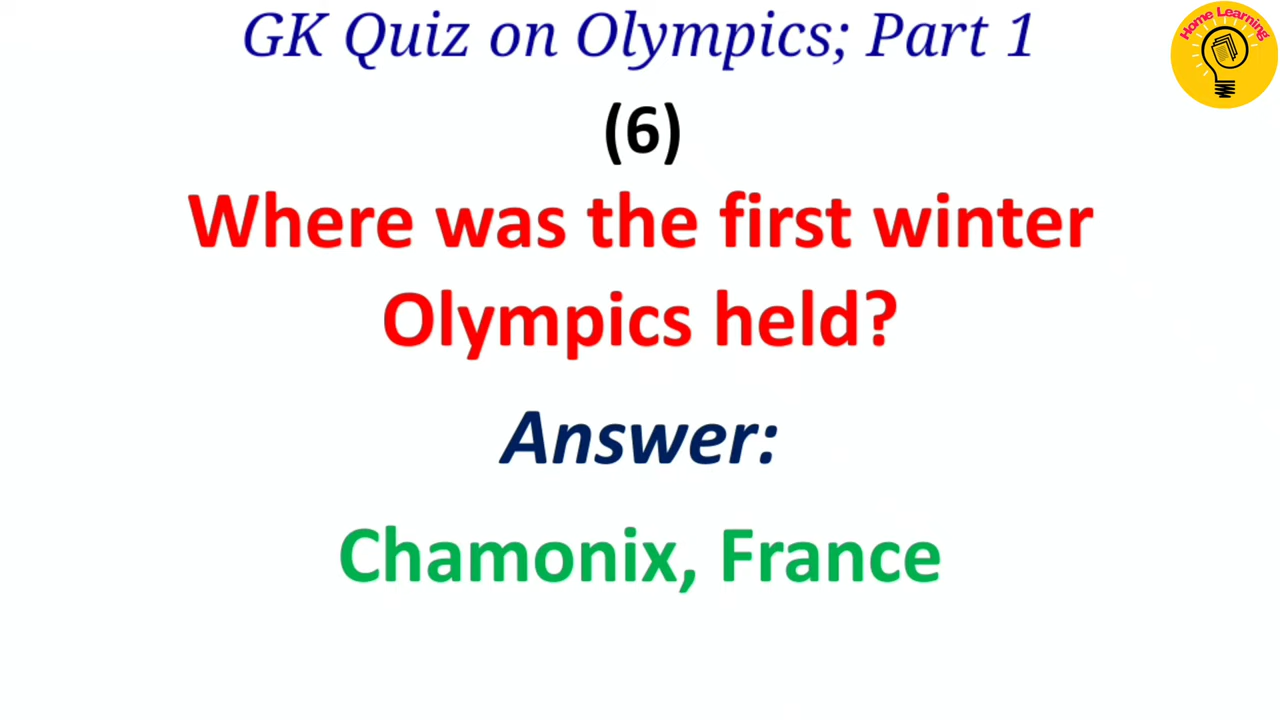 GK Quiz on Olympics; Part 1
Home Learning
(6)
Where was the first winter
Olympics held?
Answer:
Chamonix, France